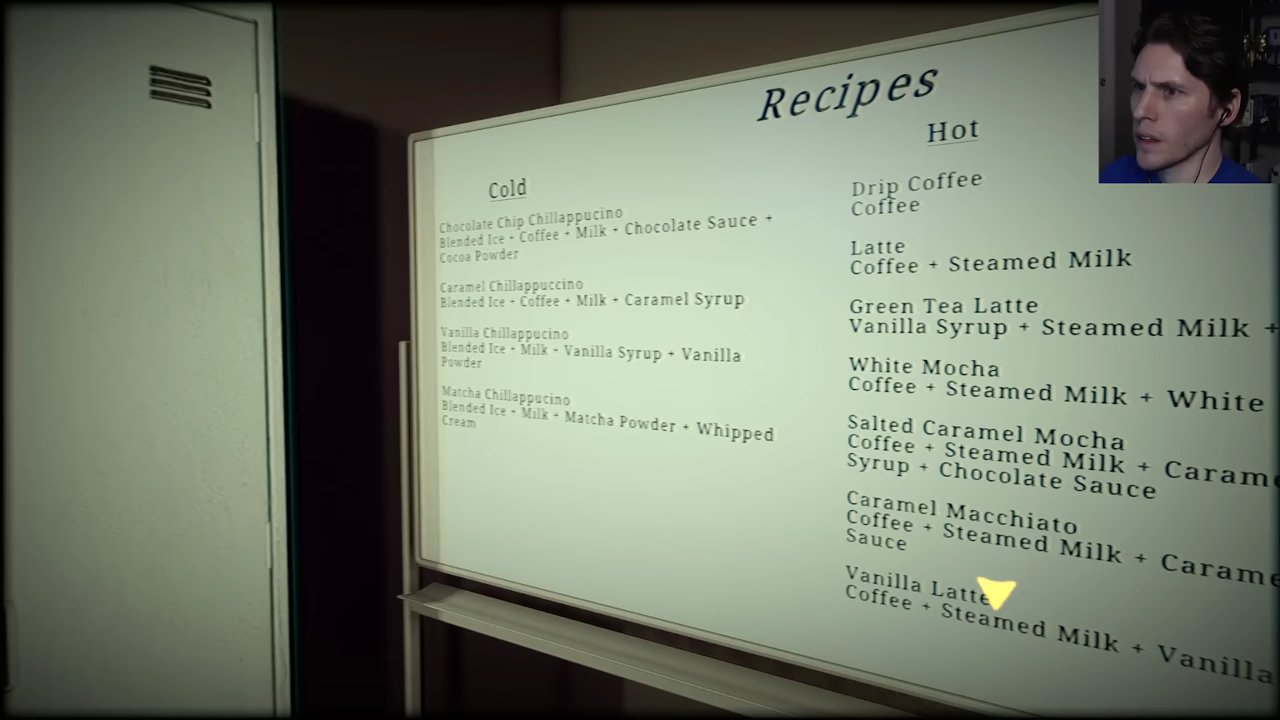 Recipes
Cold
Chocolate Chip Chillappucino
Blended Ice + Coffee + Milk + Chocolate Sauce +
Cocoa Powder
Caramel Chillappuccino
Blended Ice + Coffee + Milk + Caramel Syrup
Vanilla Chillappucino
Blended Ice + Milk + Vanilla Syrup + Vanilla
Powder
Matcha Chillappucino
Blended Ice + Milk + Matcha Powder + Whipped
Cream
Hot
Drip Coffee
Coffee
Latte
Coffee + Steamed Milk
Green Tea Latte
Vanilla Syrup + Steamed Milk +
White Mocha
Coffee + Steamed Milk + White
Salted Caramel Mocha
Coffee + Steamed Milk + Carame
Syrup + Chocolate Sauce
Caramel Macchiato
Coffee + Steamed Milk + Carame
Sauce
Vanilla Latte
Coffee + Steamed Milk + Vanilla